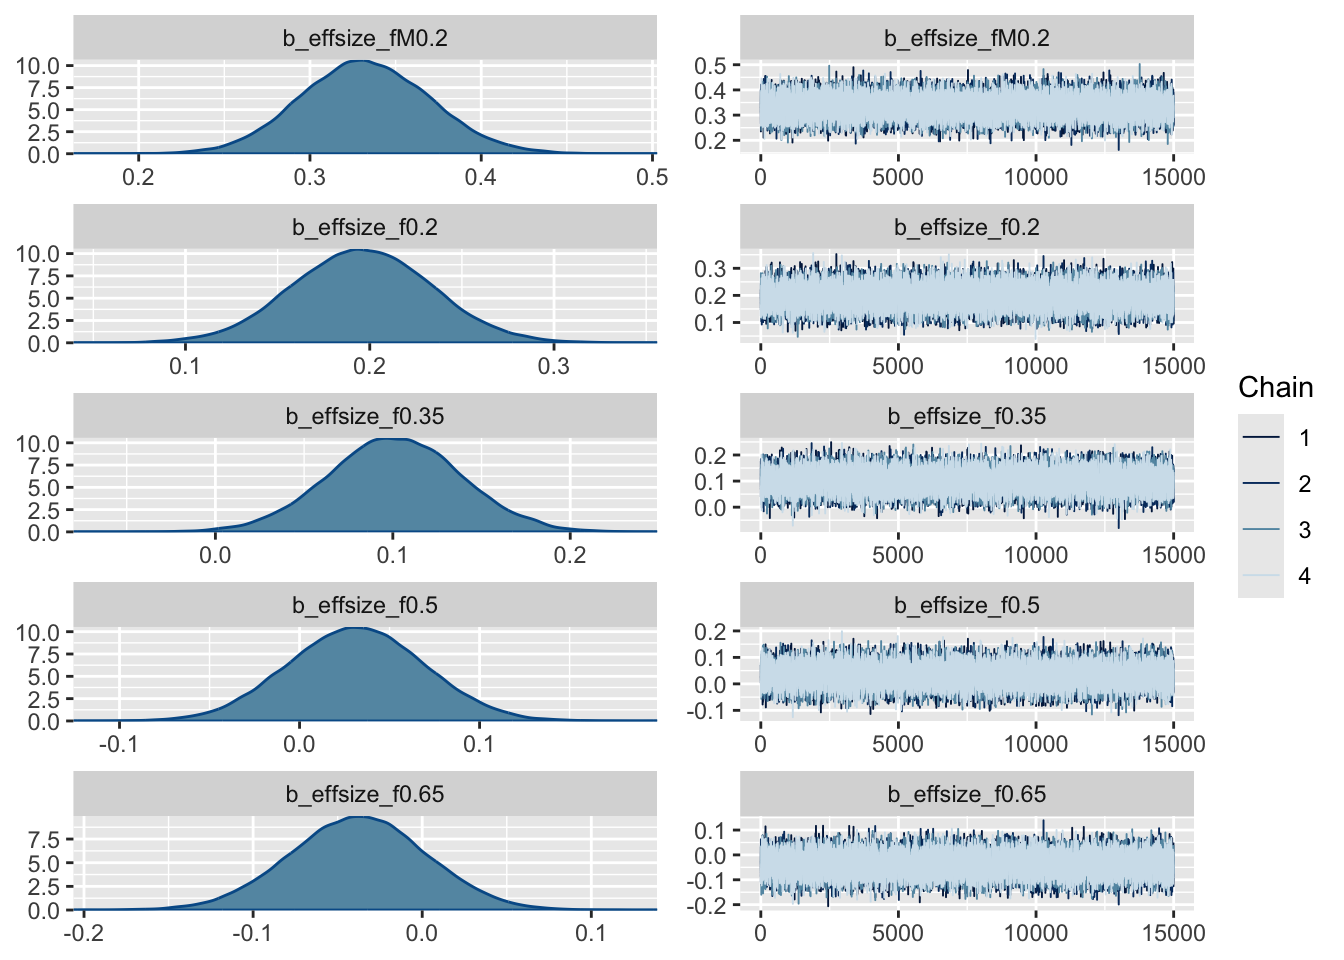 b_effsize_fM0.2
10.0
7.5
5.0
2.5
0.0
0.2 0.3 0.4 0.5
b_effsize_fM0.2
0.5
0.4
0.3
0.2
0 5000 10000 15000
b_effsize_f0.2
10.0
7.5
5.0
2.5
0.0
0.1 0.2 0.3
b_effsize_f0.2
0.3
0.2
0.1
0 5000 10000 15000
b_effsize_f0.35
10.0
7.5
5.0
2.5
0.0
0.0 0.1 0.2
b_effsize_f0.35
0.2
0.1
0.0
0 5000 10000 15000
b_effsize_f0.5
10.0
7.5
5.0
2.5
0.0
-0.1 0.0 0.1
b_effsize_f0.5
0.2
0.1
0.0
-0.1
0 5000 10000 15000
b_effsize_f0.65
7.5
5.0
2.5
0.0
-0.2 -0.1 0.0 0.1
b_effsize_f0.65
0.1
0.0
-0.1
-0.2
0 5000 10000 15000
Chain
1
2
3
4